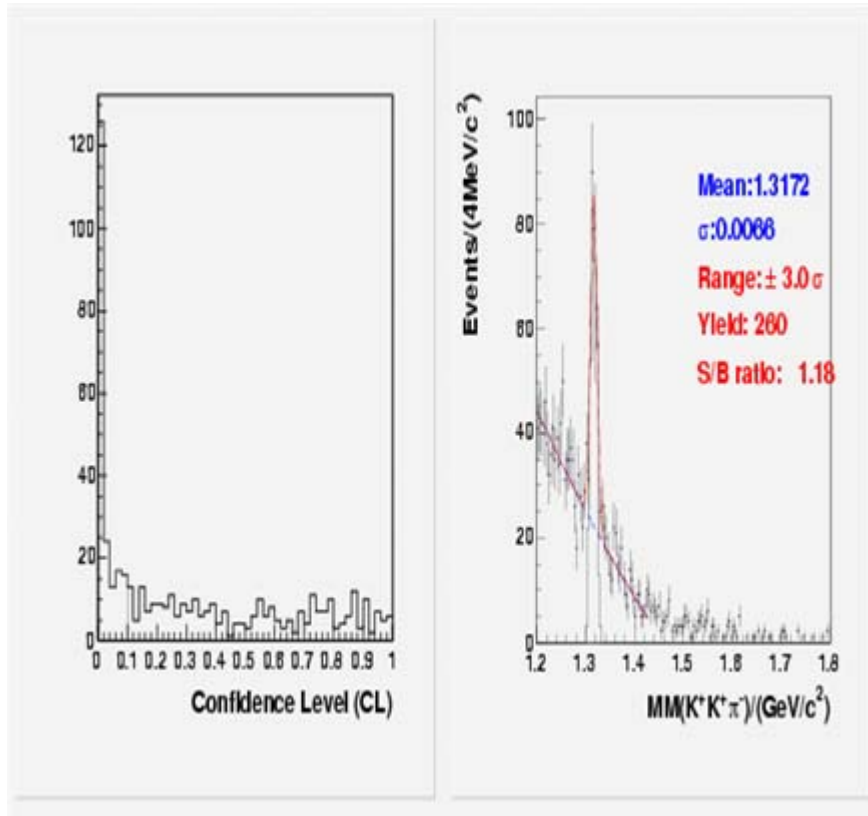 120
100
80
60
40
20
0
0 0.1 0.2 0.3 0.4 0.5 0.6 0.7 0.8 0.9 1
Confidence Level (CL)
Events/(4MeV/c²)
100
80
60
40
20
0
Mean:1.3172
σ:0.0066
Range: ± 3.0 σ
Yield: 260
S/B ratio: 1.18
1.2 1.3 1.4 1.5 1.6 1.7 1.8
MM(K⁺K⁺π⁻)/(GeV/c²)